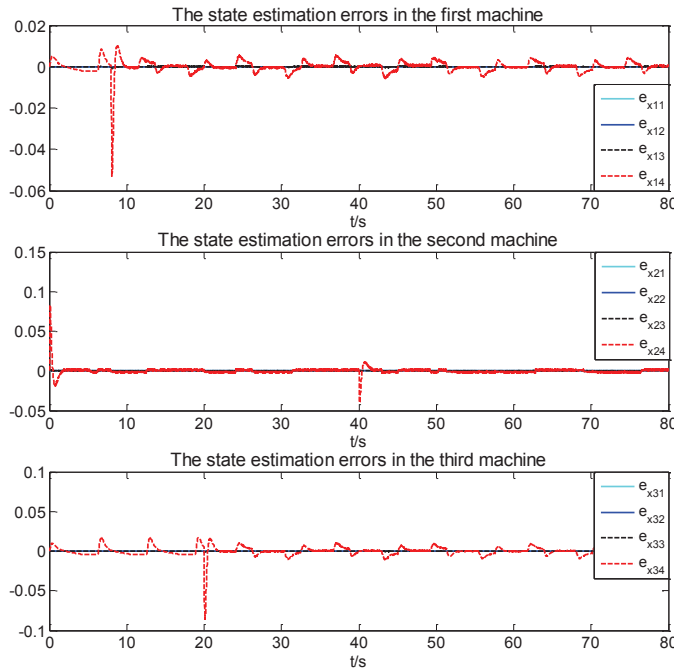 The state estimation errors in the first machine
0.02
0
-0.02
-0.04
-0.06
e_x11
e_x12
e_x13
e_x14
0 10 20 30 40 50 60 70 80
t/s
The state estimation errors in the second machine
0.15
0.1
0.05
0
-0.05
e_x21
e_x22
e_x23
e_x24
0 10 20 30 40 50 60 70 80
t/s
The state estimation errors in the third machine
0.1
0.05
0
-0.05
-0.1
e_x31
e_x32
e_x33
e_x34
0 10 20 30 40 50 60 70 80
t/s